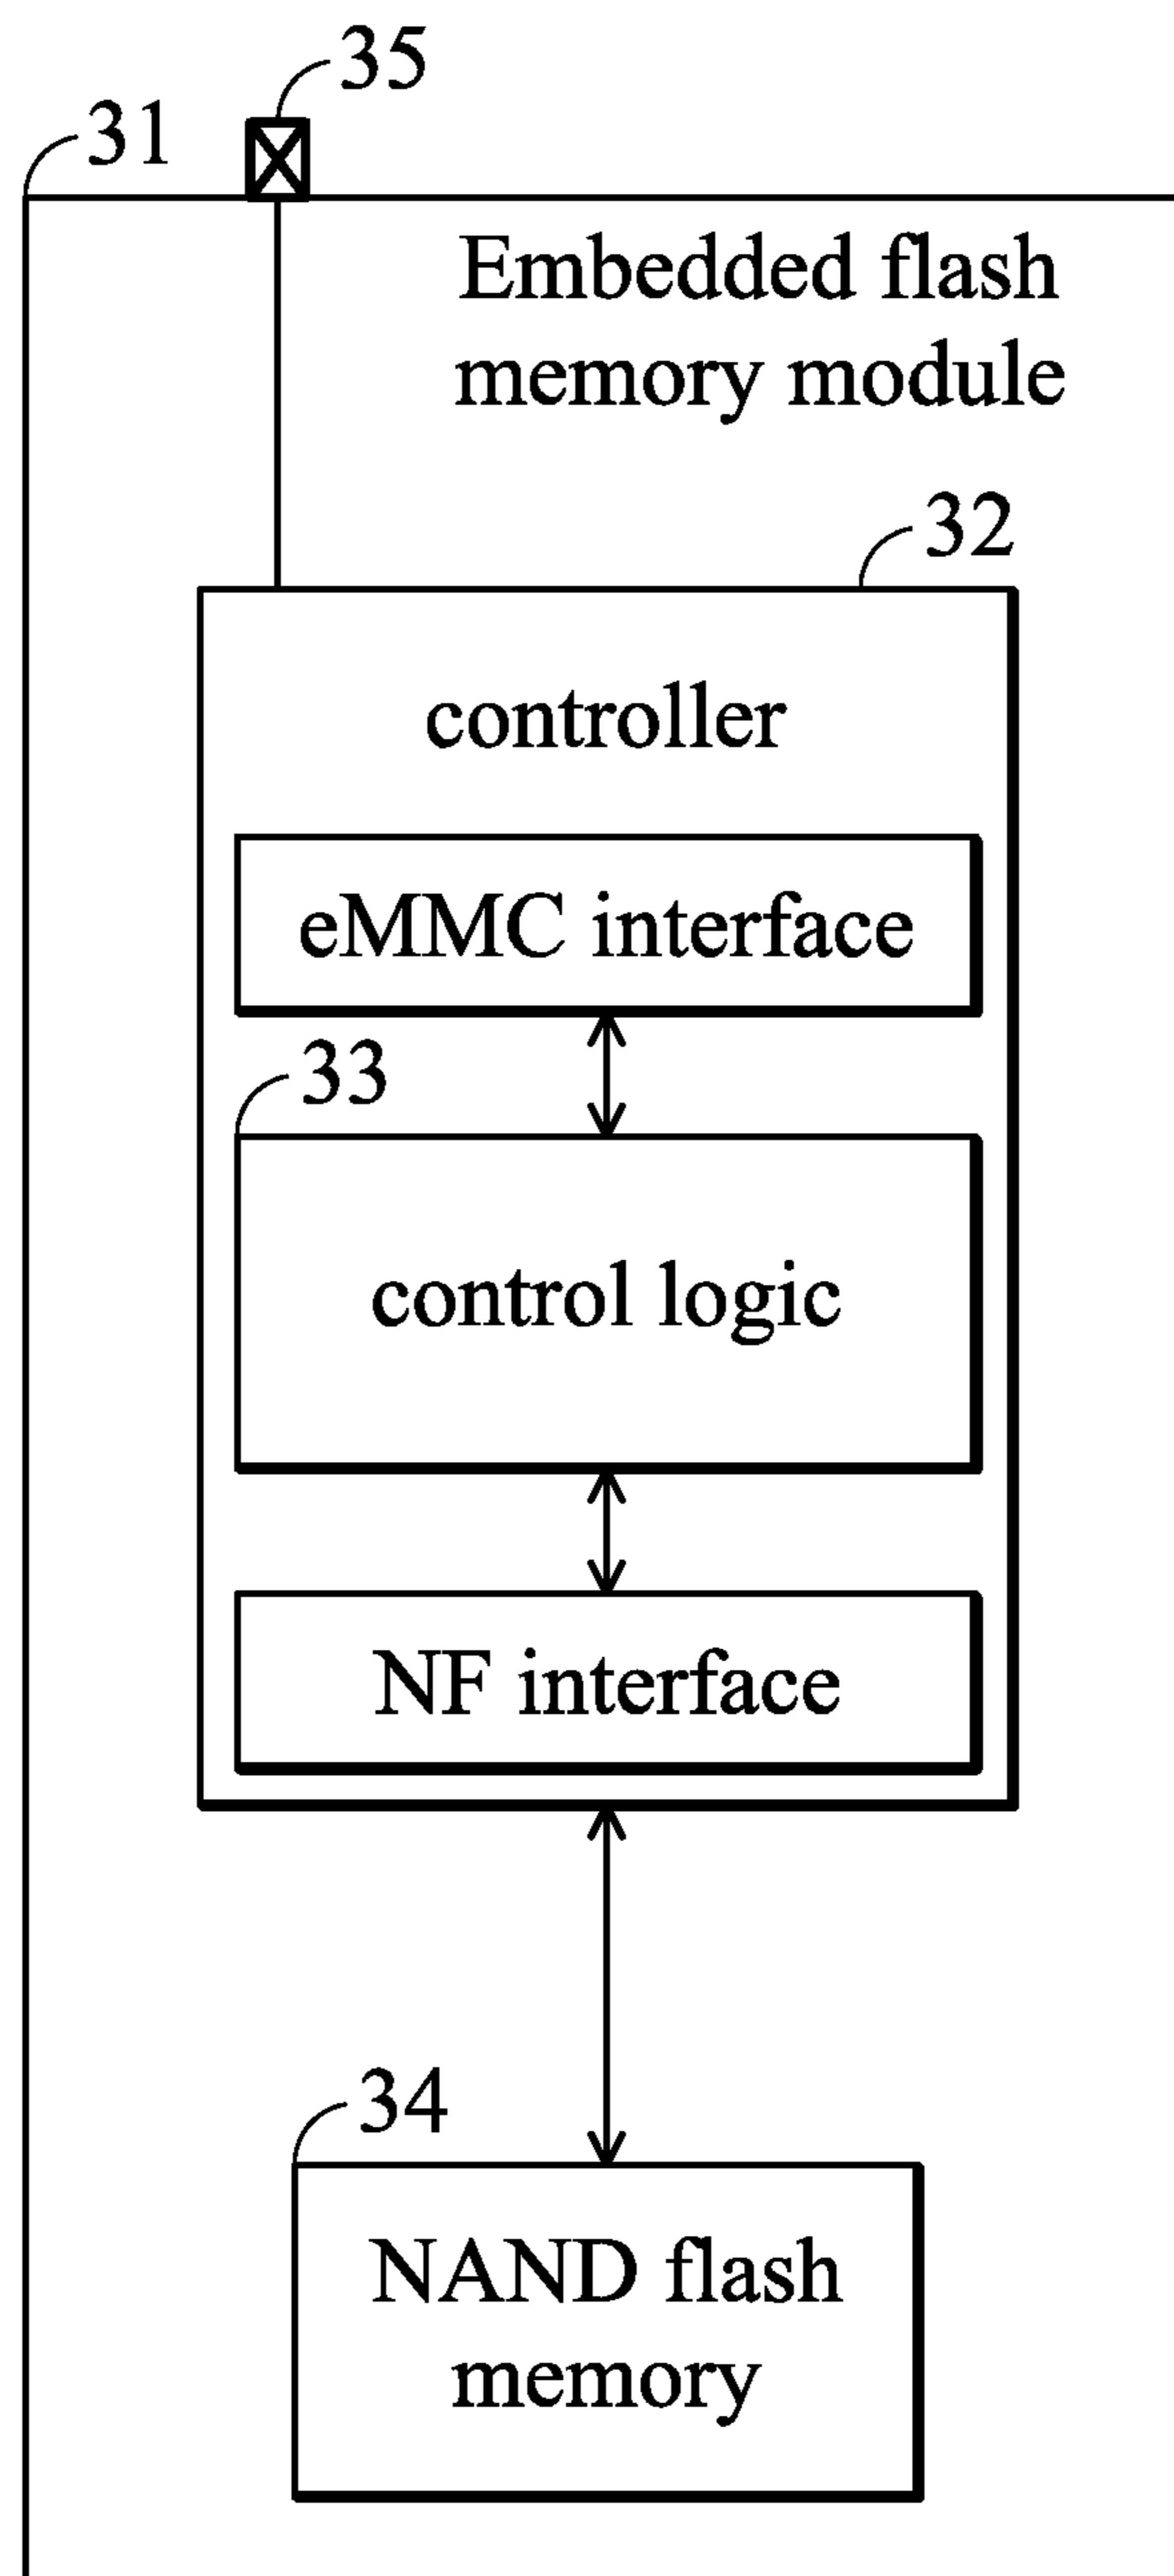 35
31
Embedded flash
memory module
32
controller
eMMC interface
33
control logic
NF interface
34
NAND flash
memory